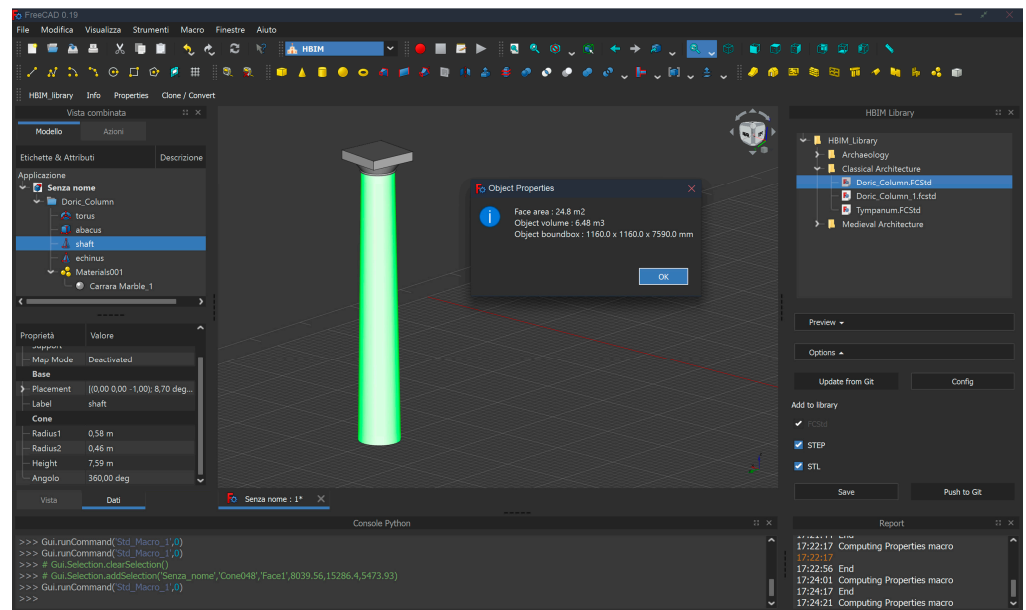 FreeCAD 0.19
File Modifica Visualizza Strumenti Macro Finestre Aiuto
HBIM
HBIM_library Info Properties Clone / Convert
Vista combinata
Modello Azioni
Etichette & Attributi Descrizione
Applicazione
Senza nome
Doric_Column
torus
abacus
shaft
echinus
Materials001
Carrara Marble_1
Proprietà Valore
Support
Map Mode Deactivated
Base
Placement [(0,00 0,00 -1,00); 8,70 deg...
Label shaft
Cone
Radius1 0,58 m
Radius2 0,46 m
Height 7,59 m
Angolo 360,00 deg
Vista Dati
Object Properties
Face area : 24.8 m2
Object volume : 6.48 m3
Object boundbox : 1160.0 x 1160.0 x 7590.0 mm
OK
Senza nome : 1*
HBIM Library
HBIM_Library
Archaeology
Classical Architecture
Doric_Column.FCStd
Doric_Column_1.fcstd
Tympanum.FCStd
Medieval Architecture
Preview
Options
Update from Git Config
Add to library
FCStd
STEP
STL
Save Push to Git
Console Python
>>> Gui.runCommand('Std_Macro_1',0)
>>> Gui.runCommand('Std_Macro_1',0)
>>> # Gui.Selection.clearSelection()
>>> # Gui.Selection.addSelection('Senza_nome','Cone048','Face1',8039.56,15286.4,5473.93)
>>> Gui.runCommand('Std_Macro_1',0)
>>>
Report
17:21:11 End
17:22:17 Computing Properties macro
17:22:17
17:22:56 End
17:24:01 Computing Properties macro
17:24:17 End
17:24:21 Computing Properties macro